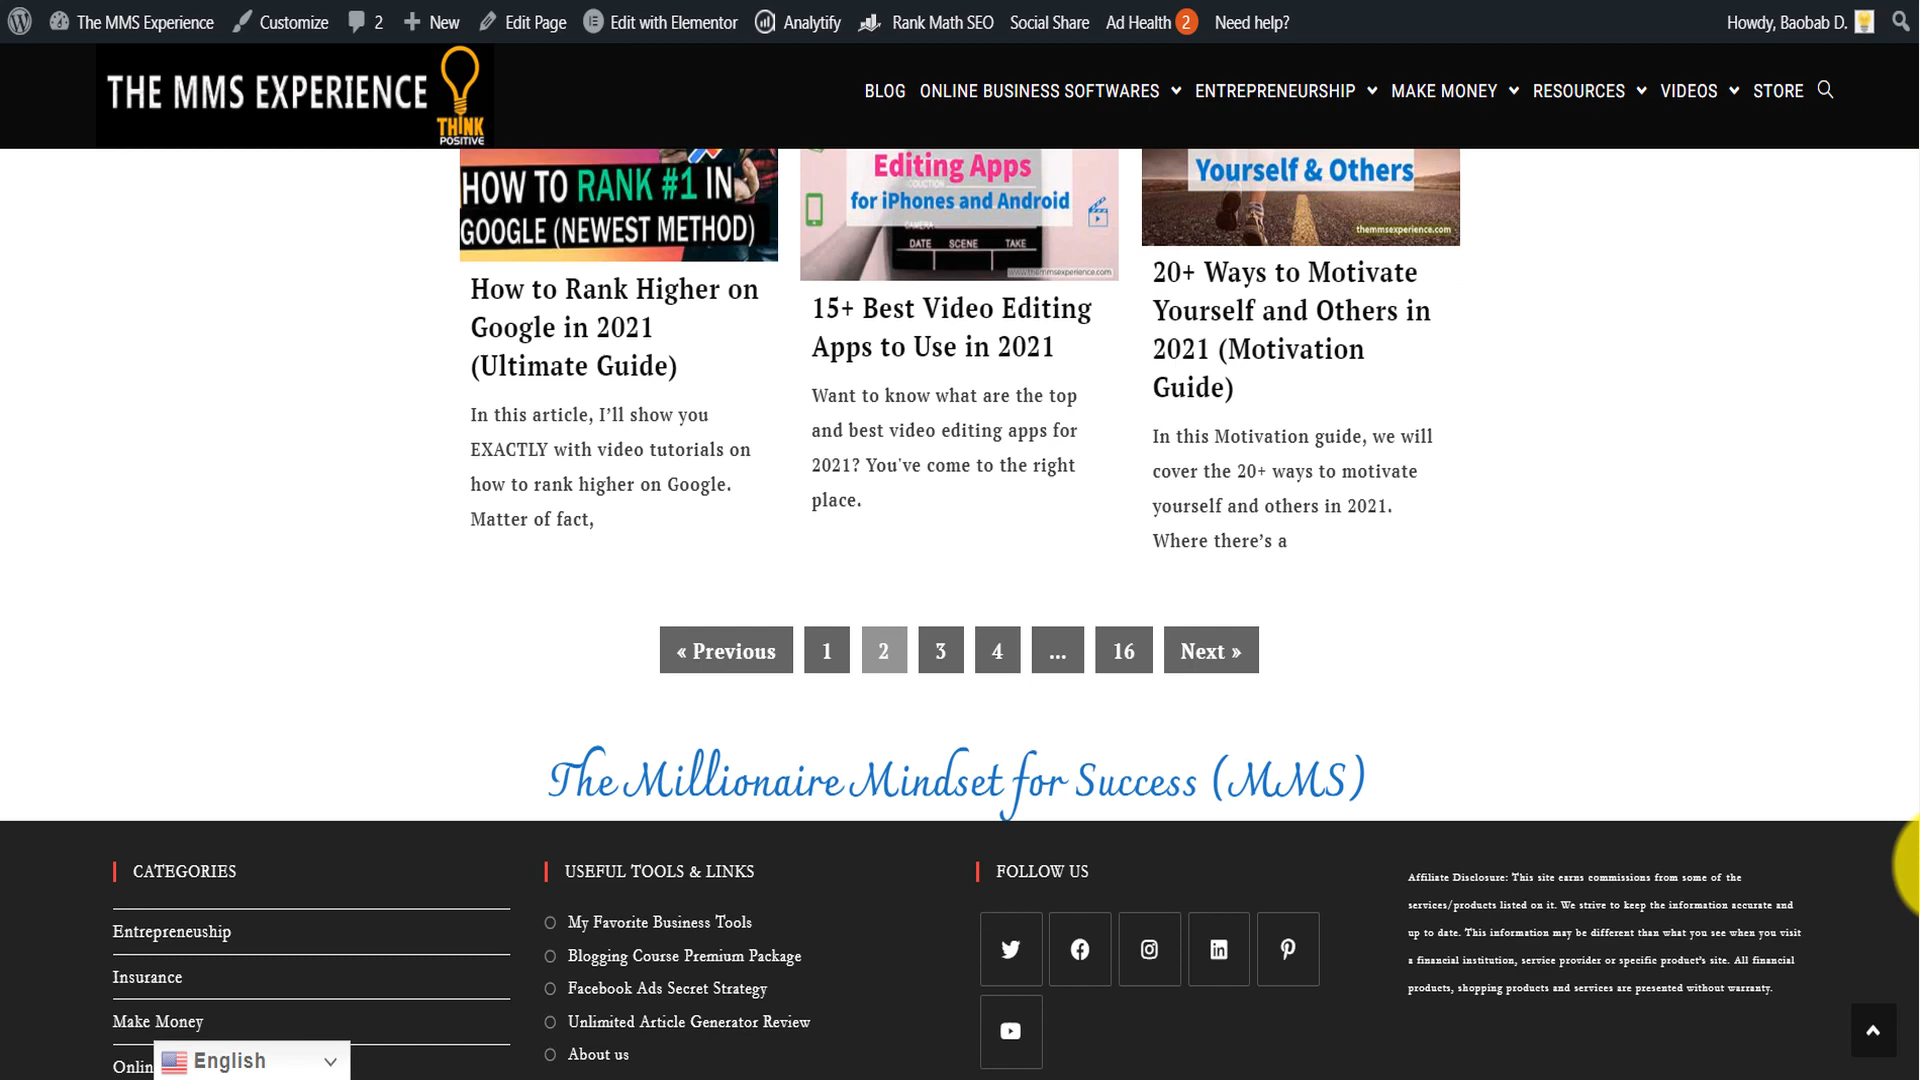 The MMS Experience Customize 2 New Edit Page Edit with Elementor Analytify Rank Math SEO Social Share Ad Health 2 Need help? Howdy, Baobab D.
THE MMS EXPERIENCE
THINK
POSITIVE
BLOG ONLINE BUSINESS SOFTWARES ENTREPRENEURSHIP MAKE MONEY RESOURCES VIDEOS STORE
HOW TO RANK #1 IN
GOOGLE (NEWEST METHOD)
How to Rank Higher on
Google in 2021
(Ultimate Guide)
In this article, I’ll show you
EXACTLY with video tutorials on
how to rank higher on Google.
Matter of fact,
Editing Apps
for iPhones and Android
DATE SCENE TAKE
www.themmsexperience.com
15+ Best Video Editing
Apps to Use in 2021
Want to know what are the top
and best video editing apps for
2021? You've come to the right
place.
Yourself & Others
themmsexperience.com
20+ Ways to Motivate
Yourself and Others in
2021 (Motivation
Guide)
In this Motivation guide, we will
cover the 20+ ways to motivate
yourself and others in 2021.
Where there’s a
« Previous 1 2 3 4 ... 16 Next »
The Millionaire Mindset for Success (MMS)
CATEGORIES
Entrepreneuship
Insurance
Make Money
Onlin
English
USEFUL TOOLS & LINKS
My Favorite Business Tools
Blogging Course Premium Package
Facebook Ads Secret Strategy
Unlimited Article Generator Review
About us
FOLLOW US
Affiliate Disclosure: This site earns commissions from some of the
services/products listed on it. We strive to keep the information accurate and
up to date. This information may be different than what you see when you visit
a financial institution, service provider or specific product’s site. All financial
products, shopping products and services are presented without warranty.